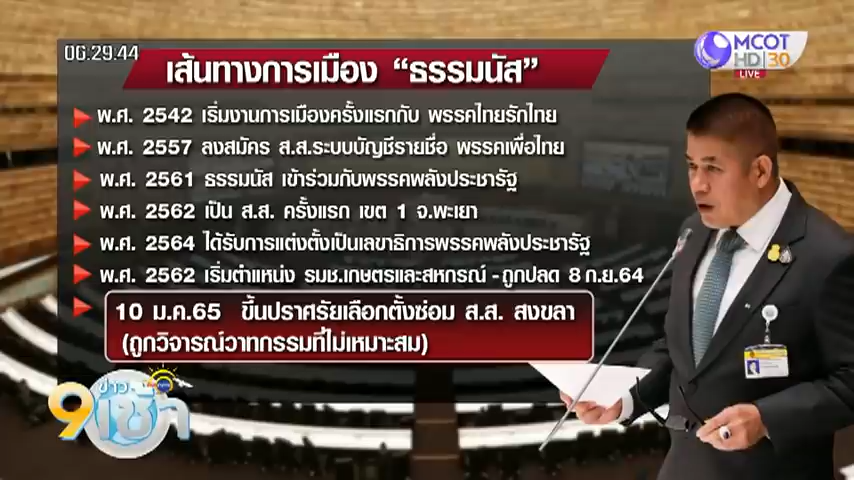 06:29:44
MCOT
HD 30
LIVE
เส้นทางการเมือง “ธรรมนัส”
พ.ศ. 2542 เริ่มงานการเมืองครั้งแรกกับ พรรคไทยรักไทย
พ.ศ. 2557 ลงสมัคร ส.ส.ระบบบัญชีรายชื่อ พรรคเพื่อไทย
พ.ศ. 2561 ธรรมนัส เข้าร่วมกับพรรคพลังประชารัฐ
พ.ศ. 2562 เป็น ส.ส. ครั้งแรก เขต 1 จ.พะเยา
พ.ศ. 2564 ได้รับการแต่งตั้งเป็นเลขาธิการพรรคพลังประชารัฐ
พ.ศ. 2562 เริ่มตำแหน่ง รมช.เกษตรและสหกรณ์ -ถูกปลด 8 ก.ย.64
10 ม.ค.65 ขึ้นปราศรัยเลือกตั้งซ่อม ส.ส. สงขลา
(ถูกวิจารณ์วาทกรรมที่ไม่เหมาะสม)
ข่าว
9เช้า